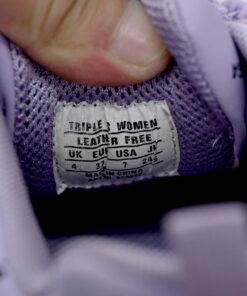 TRIPLE S WOMEN
LEATHER FREE
UK EUR USA JP
4 37 7 24
MADE IN CHINA